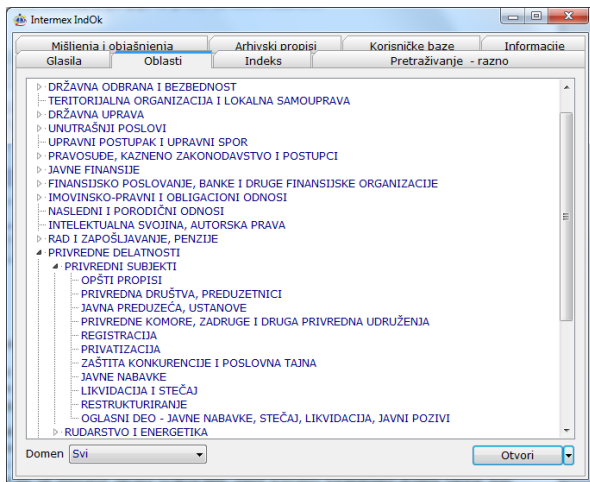 Intermex IndOk
Mišljenja i objašnjenja Arhivski propisi Korisničke baze Informacije
Glasila Oblasti Indeks Pretraživanje - razno
DRŽAVNA ODBRANA I BEZBEDNOST
TERITORIJALNA ORGANIZACIJA I LOKALNA SAMOUPRAVA
DRŽAVNA UPRAVA
UNUTRAŠNJI POSLOVI
UPRAVNI POSTUPAK I UPRAVNI SPOR
PRAVOSUĐE, KAZNENO ZAKONODAVSTVO I POSTUPCI
JAVNE FINANSIJE
FINANSIJSKO POSLOVANJE, BANKE I DRUGE FINANSIJSKE ORGANIZACIJE
IMOVINSKO-PRAVNI I OBLIGACIONI ODNOSI
NASLEDNI I PORODIČNI ODNOSI
INTELEKTUALNA SVOJINA, AUTORSKA PRAVA
RAD I ZAPOŠLJAVANJE, PENZIJE
PRIVREDNE DELATNOSTI
PRIVREDNI SUBJEKTI
OPŠTI PROPISI
PRIVREDNA DRUŠTVA, PREDUZETNICI
JAVNA PREDUZEĆA, USTANOVE
PRIVREDNE KOMORE, ZADRUGE I DRUGA PRIVREDNA UDRUŽENJA
REGISTRACIJA
PRIVATIZACIJA
ZAŠTITA KONKURENCIJE I POSLOVNA TAJNA
JAVNE NABAVKE
LIKVIDACIJA I STEČAJ
RESTRUKTURIRANJE
OGLASNI DEO - JAVNE NABAVKE, STEČAJ, LIKVIDACIJA, JAVNI POZIVI
RUDARSTVO I ENERGETIKA
Domen Svi Otvori